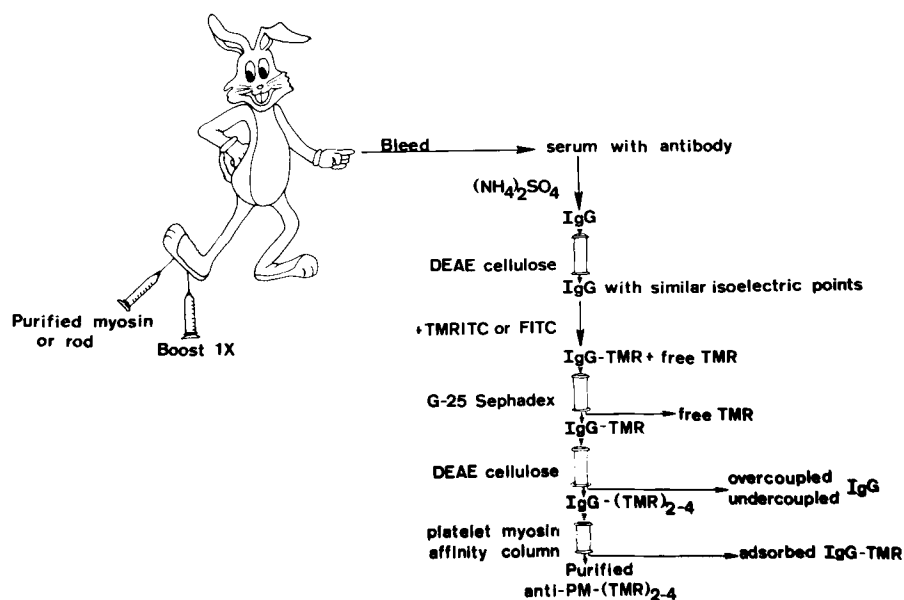 Bleed
serum with antibody
(NH4)2SO4
IgG
DEAE cellulose
IgG with similar isoelectric points
Purified myosin
or rod
Boost 1X
+TMRITC or FITC
IgG-TMR + free TMR
G-25 Sephadex
free TMR
IgG-TMR
DEAE cellulose
overcoupled
undercoupled IgG
IgG-(TMR)2-4
platelet myosin
affinity column
adsorbed IgG-TMR
Purified
anti-PM-(TMR)2-4